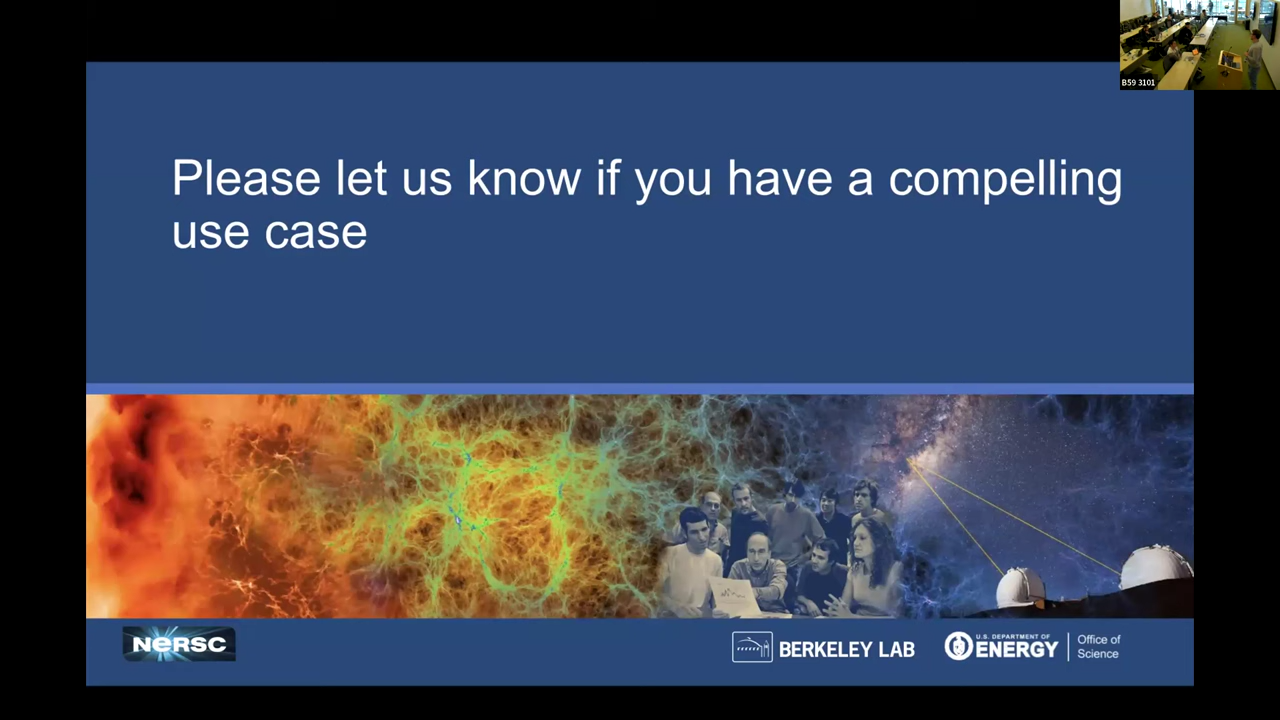 B59 3101
Please let us know if you have a compelling
use case
NERSC
BERKELEY LAB
U.S. DEPARTMENT OF
ENERGY
Office of
Science